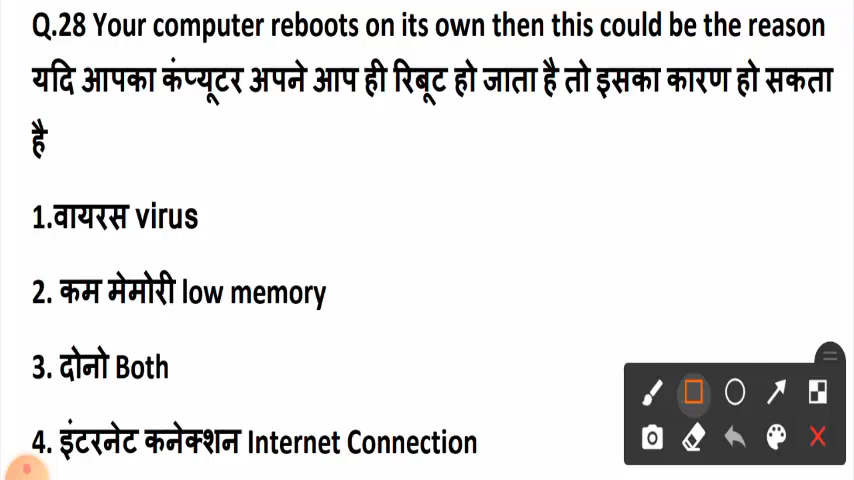 Q.28 Your computer reboots on its own then this could be the reason
यदि आपका कंप्यूटर अपने आप ही रिबूट हो जाता है तो इसका कारण हो सकता
है
1.वायरस virus
2. कम मेमोरी low memory
3. दोनो Both
4. इंटरनेट कनेक्शन Internet Connection